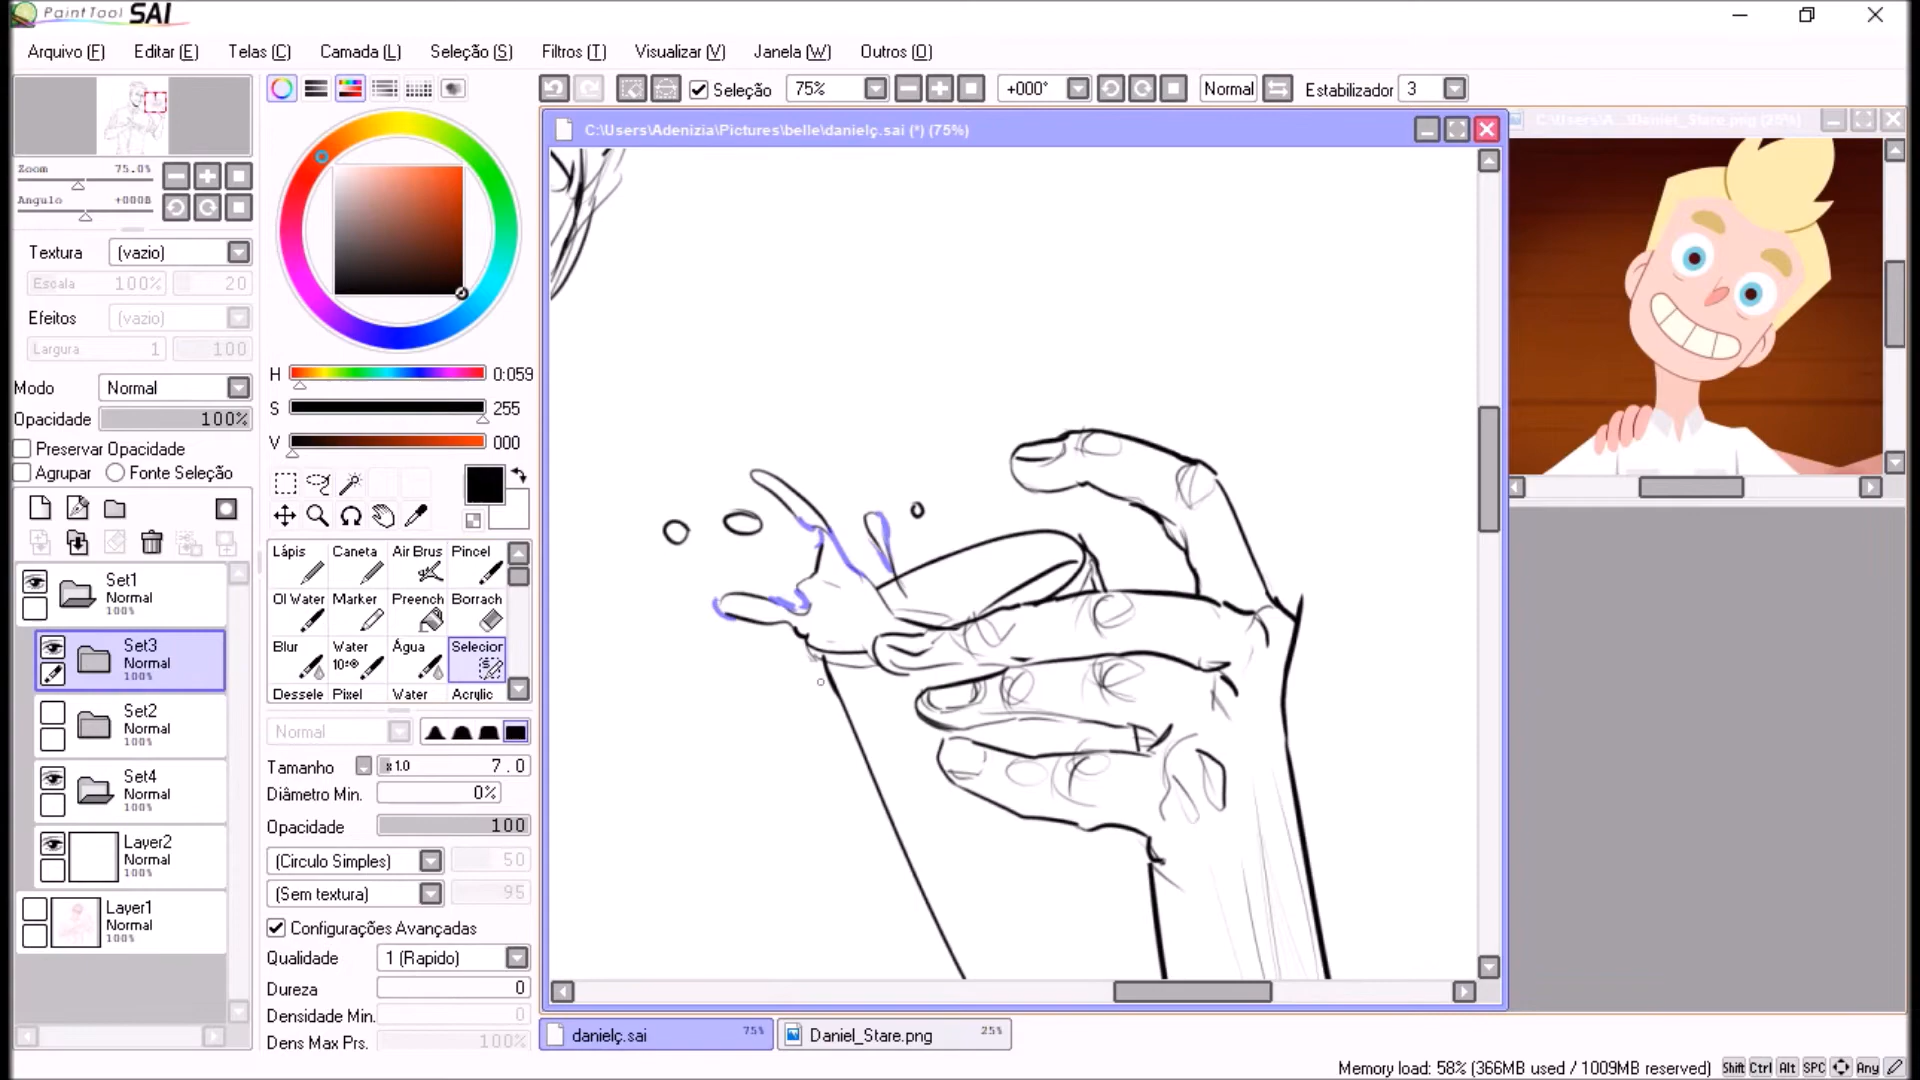 PaintTool SAI
Arquivo (F) Editar (E) Telas (C) Camada (L) Seleção (S) Filtros (T) Visualizar (V) Janela (W) Outros (O)
Seleção 75% +000° Normal Estabilizador 3
C:\Users\Adenizia\Pictures\belle\danielç.sai (*) (75%)
Zoom 75.0%
Angulo +000B
Textura (vazio)
Escala 100% 20
Efeitos (vazio)
Largura 1 100
Modo Normal
Opacidade 100%
Preservar Opacidade
Agrupar Fonte Seleção
Set1
Normal
100%
Set3
Normal
100%
Set2
Normal
100%
Set4
Normal
100%
Layer2
Normal
100%
Layer1
Normal
100%
H 0:059
S 255
V 000
Lápis Caneta Air Brus Pincel
Ol Water Marker Preench Borrach
Blur Water Água Selecior
10:
Dessele Pixel Water Acrylic
Normal
Tamanho x1.0 7.0
Diâmetro Min. 0%
Opacidade 100
(Circulo Simples) 50
(Sem textura) 95
Configurações Avançadas
Qualidade 1 (Rapido)
Dureza 0
Densidade Min. 0
Dens Max Prs. 100%
danielç.sai 75% Daniel_Stare.png 25%
Memory load: 58% (366MB used / 1009MB reserved) Shift Ctrl Alt SPC Any